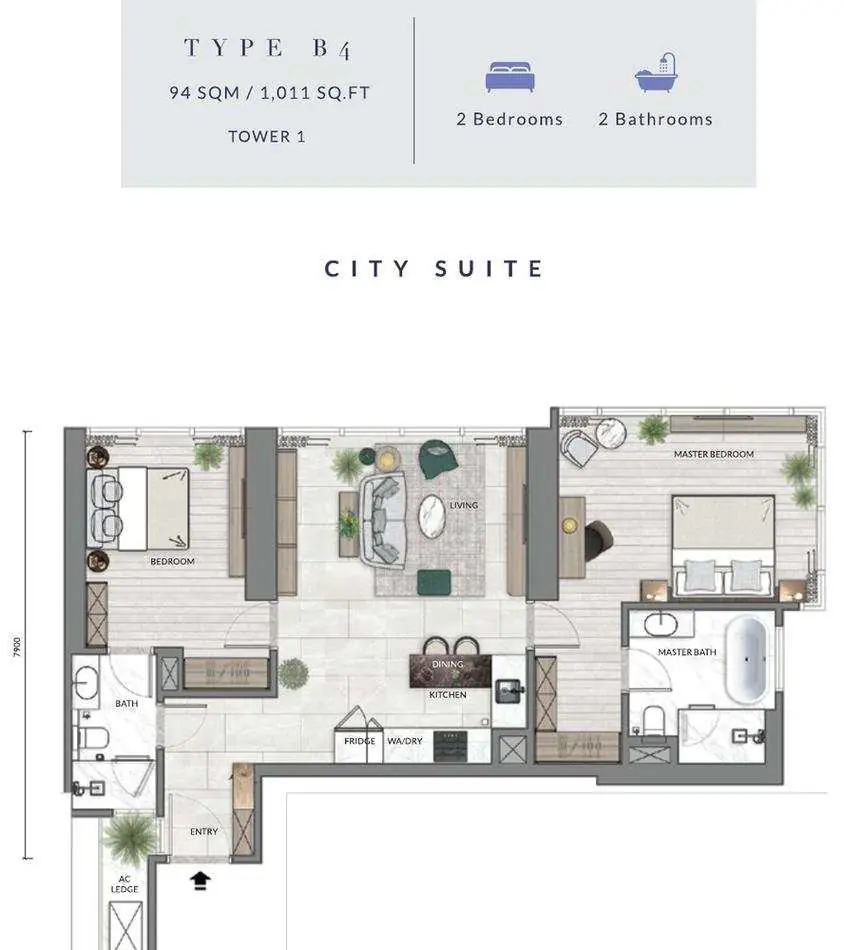 TYPE B4
94 SQM / 1,011 SQ.FT
TOWER 1
2 Bedrooms
2 Bathrooms
CITY SUITE
MASTER BEDROOM
LIVING
BEDROOM
7900
MASTER BATH
DINING
KITCHEN
BATH
FRIDGE
WA/DRY
ENTRY
AC
LEDGE